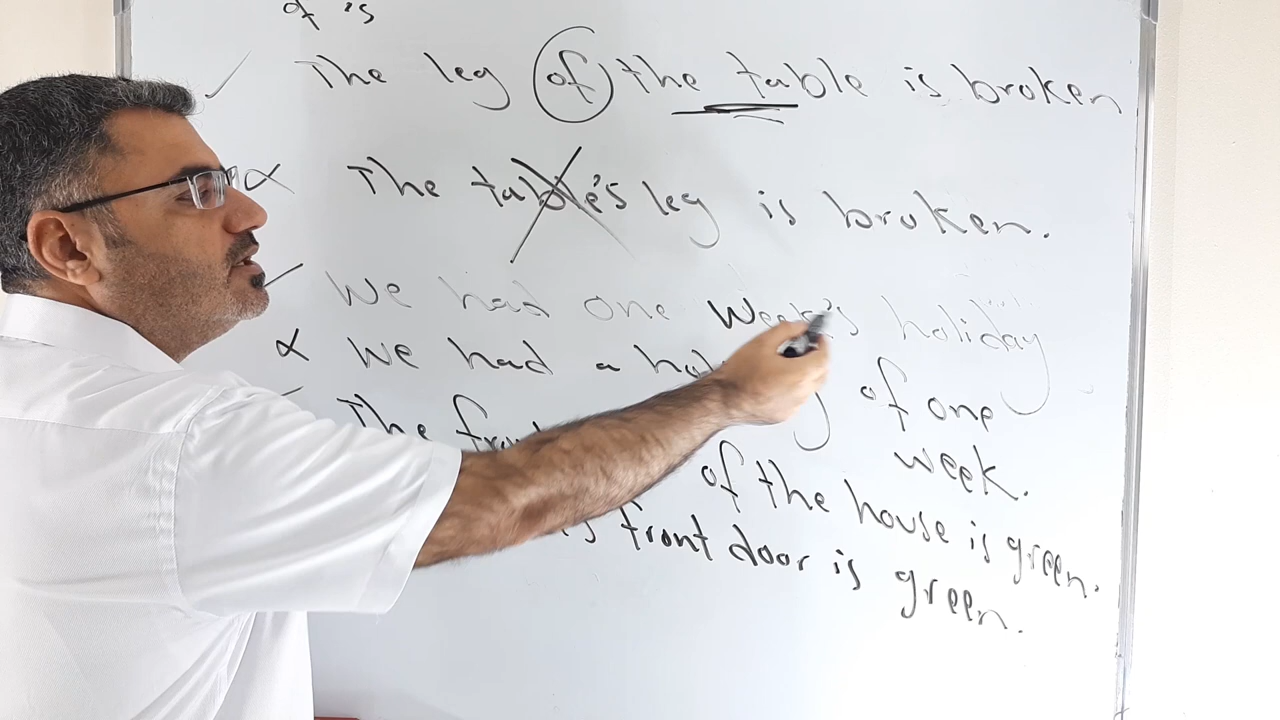 of is
✓ The leg of the table is broken
The table's leg is broken.
✓ We had one week's holiday
We had a of one
week.
The of the house is green.
front door is green.